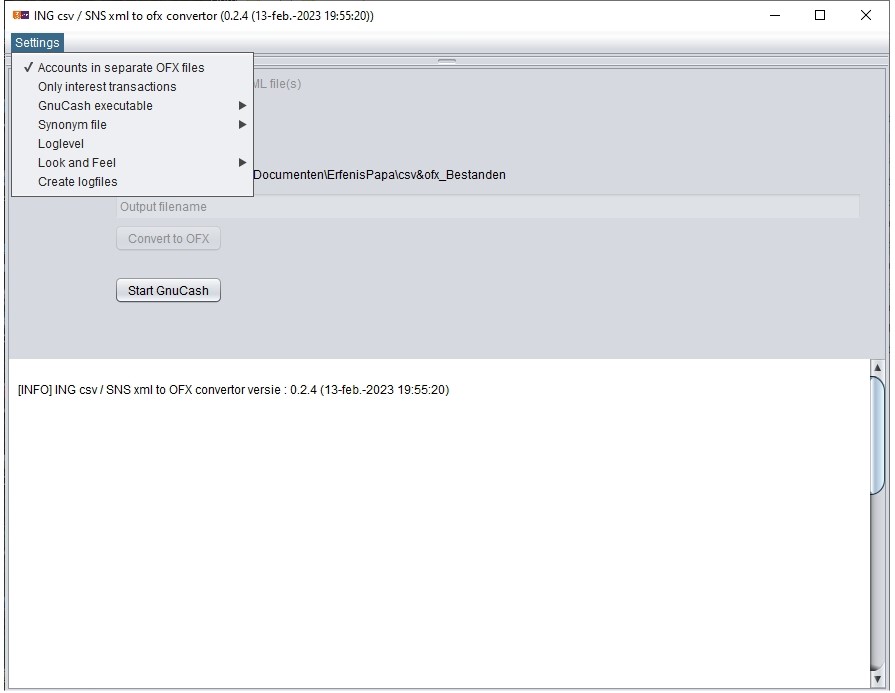 ING csv / SNS xml to ofx convertor (0.2.4 (13-feb.-2023 19:55:20))
Settings
✓ Accounts in separate OFX files
Only interest transactions
GnuCash executable
Synonym file
Loglevel
Look and Feel
Create logfiles
ML file(s)
Documenten\ErfenisPapa\csv&ofx_Bestanden
Output filename
Convert to OFX
Start GnuCash
[INFO] ING csv / SNS xml to OFX convertor versie : 0.2.4 (13-feb.-2023 19:55:20)